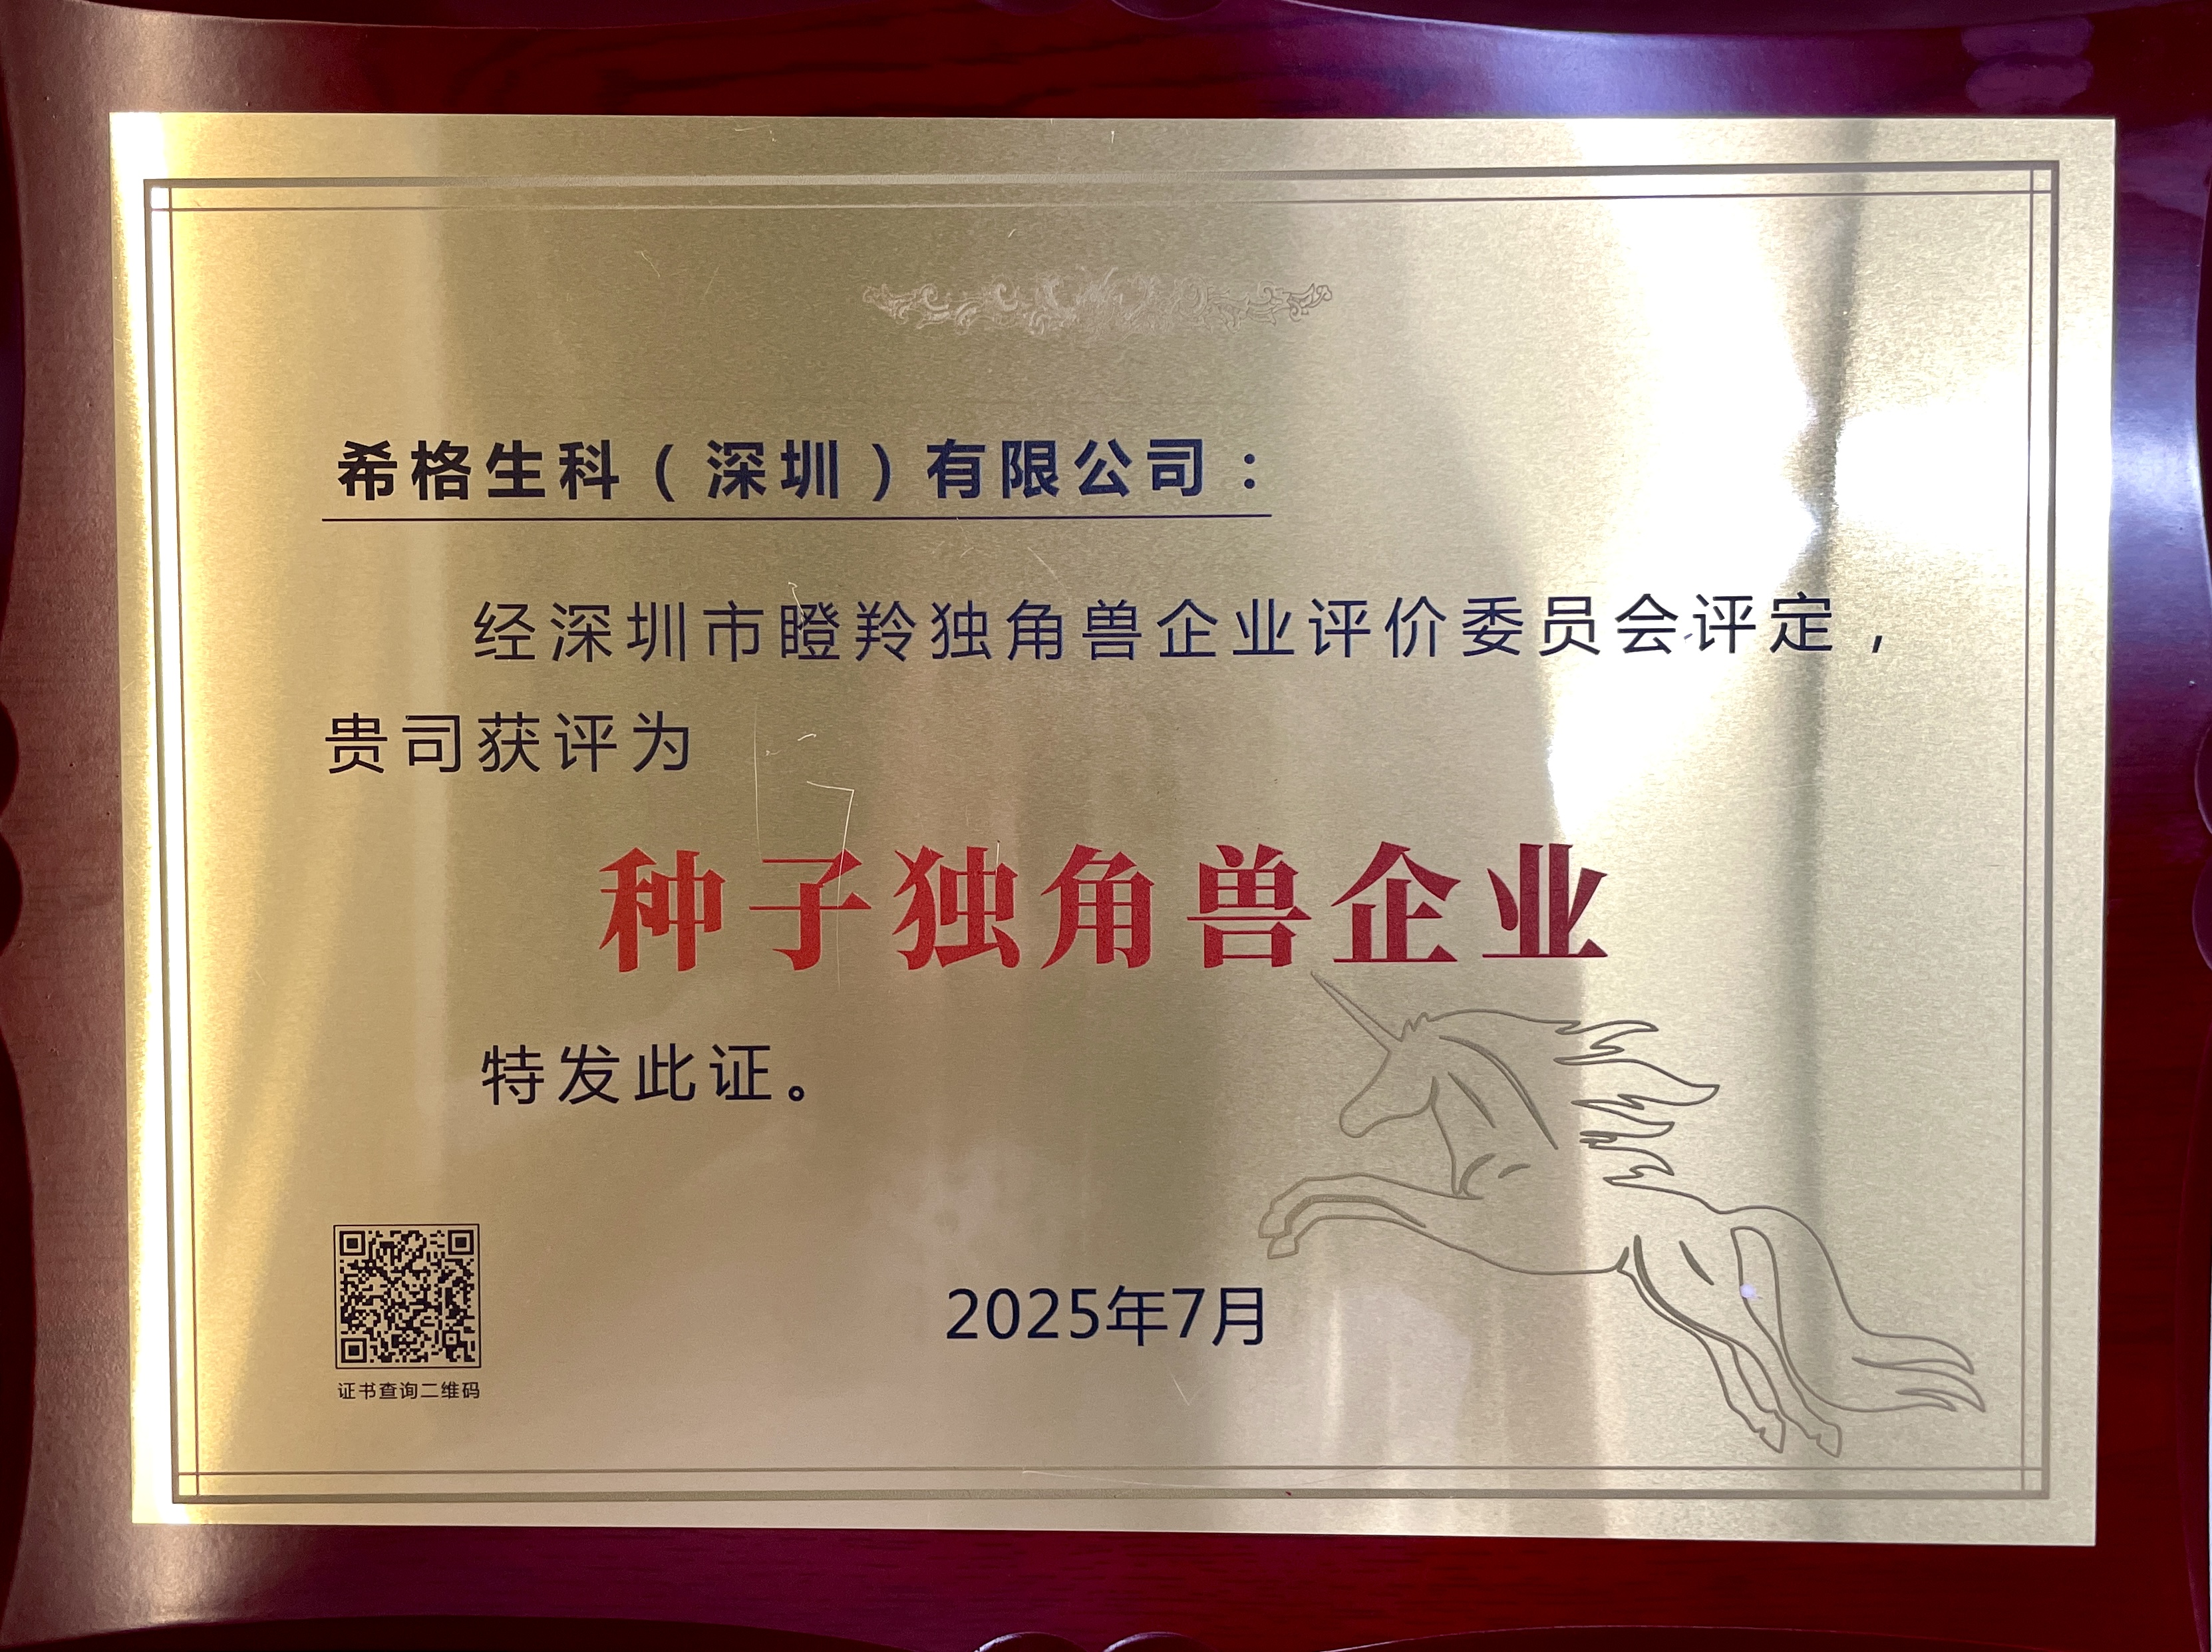 希格生科（深圳）有限公司：
经深圳市瞪羚独角兽企业评价委员会评定，
贵司获评为
种子独角兽企业
特发此证。
2025年7月
证书查询二维码